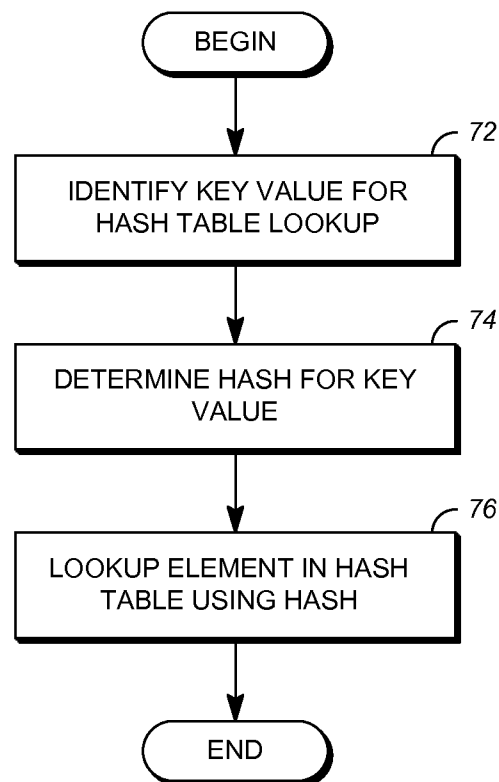 BEGIN
72
IDENTIFY KEY VALUE FOR
HASH TABLE LOOKUP
74
DETERMINE HASH FOR KEY
VALUE
76
LOOKUP ELEMENT IN HASH
TABLE USING HASH
END